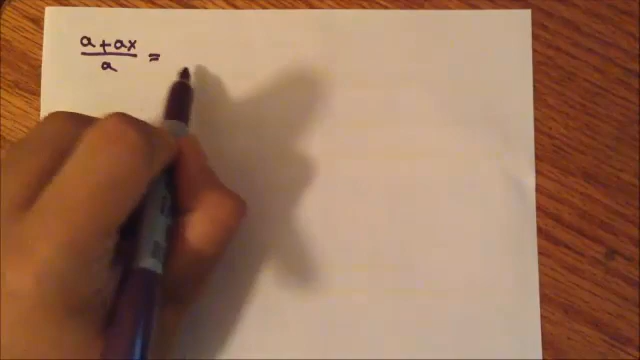 a + ax
a =